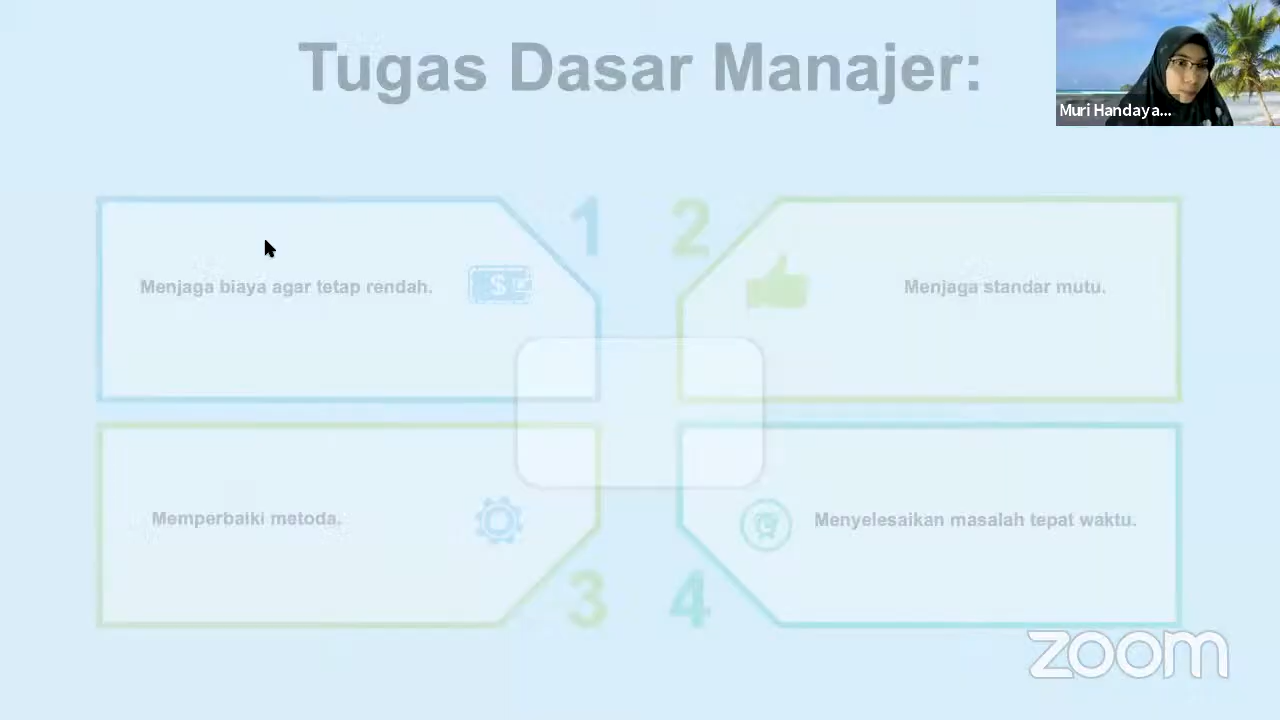 Tugas Dasar Manajer:
Muri Handaya...
1
2
Menjaga biaya agar tetap rendah.
$
Menjaga standar mutu.
Memperbaiki metoda.
Menyelesaikan masalah tepat waktu.
3
4
zoom